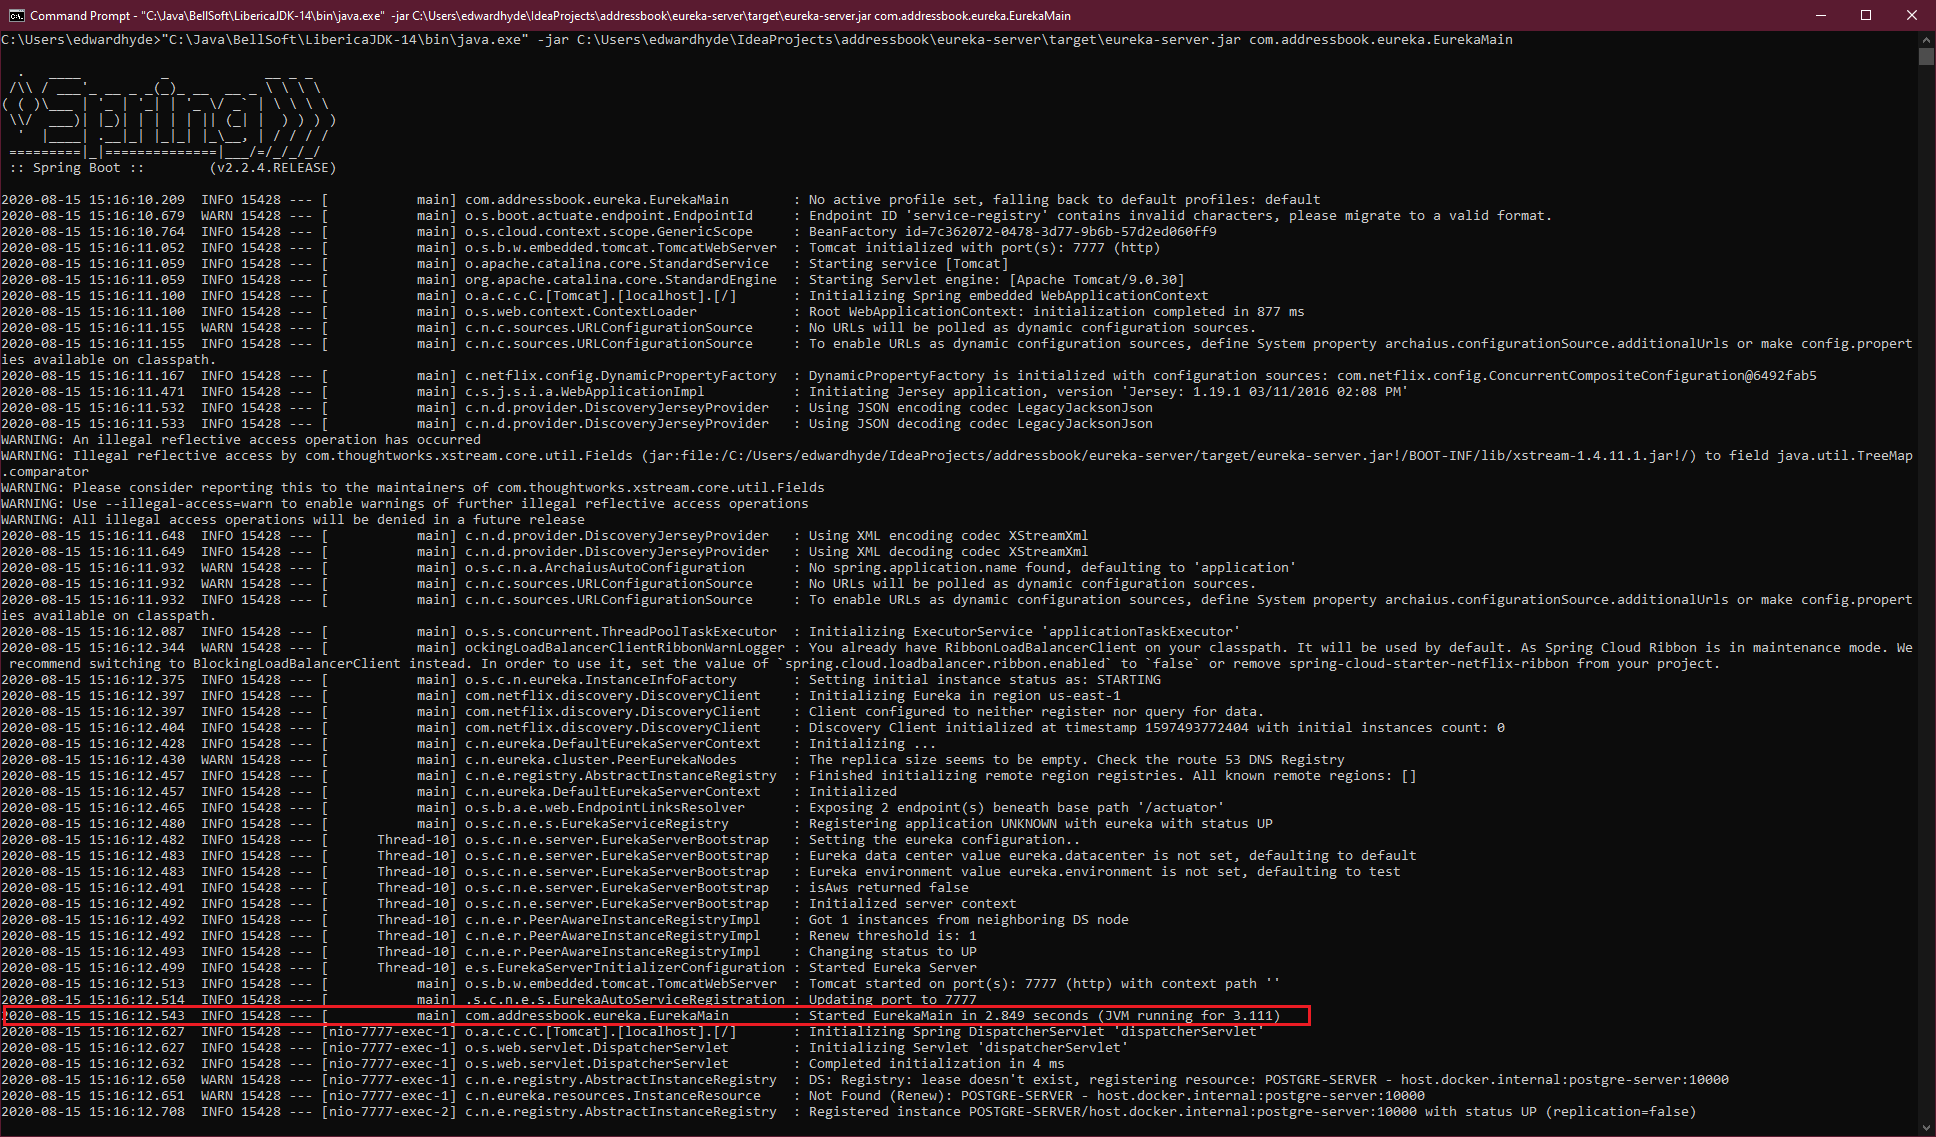 Command Prompt - "C:\Java\BellSoft\LibericaJDK-14\bin\java.exe"  -jar C:\Users\edwardhyde\IdeaProjects\addressbook\eureka-server\target\eureka-server.jar com.addressbook.eureka.EurekaMain
C:\Users\edwardhyde>"C:\Java\BellSoft\LibericaJDK-14\bin\java.exe" -jar C:\Users\edwardhyde\IdeaProjects\addressbook\eureka-server\target\eureka-server.jar com.addressbook.eureka.EurekaMain
  .   ____          _            __ _ _
 /\\ / ___'_ __ _ _(_)_ __  __ _ \ \ \ \
( ( )\___ | '_ | '_| | '_ \/ _` | \ \ \ \
 \\/  ___)| |_)| | | | | || (_| |  ) ) ) )
  '  |____| .__|_| |_|_| |_\__, | / / / /
 =========|_|==============|___/=/_/_/_/
 :: Spring Boot ::        (v2.2.4.RELEASE)
2020-08-15 15:16:10.209  INFO 15428 --- [           main] com.addressbook.eureka.EurekaMain        : No active profile set, falling back to default profiles: default
2020-08-15 15:16:10.679  WARN 15428 --- [           main] o.s.boot.actuate.endpoint.EndpointId     : Endpoint ID 'service-registry' contains invalid characters, please migrate to a valid format.
2020-08-15 15:16:10.764  INFO 15428 --- [           main] o.s.cloud.context.scope.GenericScope     : BeanFactory id=7c362072-0478-3d77-9b6b-57d2ed060ff9
2020-08-15 15:16:11.052  INFO 15428 --- [           main] o.s.b.w.embedded.tomcat.TomcatWebServer  : Tomcat initialized with port(s): 7777 (http)
2020-08-15 15:16:11.059  INFO 15428 --- [           main] o.apache.catalina.core.StandardService   : Starting service [Tomcat]
2020-08-15 15:16:11.059  INFO 15428 --- [           main] org.apache.catalina.core.StandardEngine  : Starting Servlet engine: [Apache Tomcat/9.0.30]
2020-08-15 15:16:11.100  INFO 15428 --- [           main] o.a.c.c.C.[Tomcat].[localhost].[/]       : Initializing Spring embedded WebApplicationContext
2020-08-15 15:16:11.100  INFO 15428 --- [           main] o.s.web.context.ContextLoader            : Root WebApplicationContext: initialization completed in 877 ms
2020-08-15 15:16:11.155  WARN 15428 --- [           main] c.n.c.sources.URLConfigurationSource     : No URLs will be polled as dynamic configuration sources.
2020-08-15 15:16:11.155  INFO 15428 --- [           main] c.n.c.sources.URLConfigurationSource     : To enable URLs as dynamic configuration sources, define System property archaius.configurationSource.additionalUrls or make config.propert
ies available on classpath.
2020-08-15 15:16:11.167  INFO 15428 --- [           main] c.netflix.config.DynamicPropertyFactory  : DynamicPropertyFactory is initialized with configuration sources: com.netflix.config.ConcurrentCompositeConfiguration@6492fab5
2020-08-15 15:16:11.471  INFO 15428 --- [           main] c.s.j.s.i.a.WebApplicationImpl           : Initiating Jersey application, version 'Jersey: 1.19.1 03/11/2016 02:08 PM'
2020-08-15 15:16:11.532  INFO 15428 --- [           main] c.n.d.provider.DiscoveryJerseyProvider   : Using JSON encoding codec LegacyJacksonJson
2020-08-15 15:16:11.533  INFO 15428 --- [           main] c.n.d.provider.DiscoveryJerseyProvider   : Using JSON decoding codec LegacyJacksonJson
WARNING: An illegal reflective access operation has occurred
WARNING: Illegal reflective access by com.thoughtworks.xstream.core.util.Fields (jar:file:/C:/Users/edwardhyde/IdeaProjects/addressbook/eureka-server/target/eureka-server.jar!/BOOT-INF/lib/xstream-1.4.11.1.jar!/) to field java.util.TreeMap
.comparator
WARNING: Please consider reporting this to the maintainers of com.thoughtworks.xstream.core.util.Fields
WARNING: Use --illegal-access=warn to enable warnings of further illegal reflective access operations
WARNING: All illegal access operations will be denied in a future release
2020-08-15 15:16:11.648  INFO 15428 --- [           main] c.n.d.provider.DiscoveryJerseyProvider   : Using XML encoding codec XStreamXml
2020-08-15 15:16:11.649  INFO 15428 --- [           main] c.n.d.provider.DiscoveryJerseyProvider   : Using XML decoding codec XStreamXml
2020-08-15 15:16:11.932  WARN 15428 --- [           main] o.s.c.n.a.ArchaiusAutoConfiguration      : No spring.application.name found, defaulting to 'application'
2020-08-15 15:16:11.932  WARN 15428 --- [           main] c.n.c.sources.URLConfigurationSource     : No URLs will be polled as dynamic configuration sources.
2020-08-15 15:16:11.932  INFO 15428 --- [           main] c.n.c.sources.URLConfigurationSource     : To enable URLs as dynamic configuration sources, define System property archaius.configurationSource.additionalUrls or make config.propert
ies available on classpath.
2020-08-15 15:16:12.087  INFO 15428 --- [           main] o.s.s.concurrent.ThreadPoolTaskExecutor  : Initializing ExecutorService 'applicationTaskExecutor'
2020-08-15 15:16:12.344  WARN 15428 --- [           main] ockingLoadBalancerClientRibbonWarnLogger : You already have RibbonLoadBalancerClient on your classpath. It will be used by default. As Spring Cloud Ribbon is in maintenance mode. We
 recommend switching to BlockingLoadBalancerClient instead. In order to use it, set the value of `spring.cloud.loadbalancer.ribbon.enabled` to `false` or remove spring-cloud-starter-netflix-ribbon from your project.
2020-08-15 15:16:12.375  INFO 15428 --- [           main] o.s.c.n.eureka.InstanceInfoFactory       : Setting initial instance status as: STARTING
2020-08-15 15:16:12.397  INFO 15428 --- [           main] com.netflix.discovery.DiscoveryClient    : Initializing Eureka in region us-east-1
2020-08-15 15:16:12.397  INFO 15428 --- [           main] com.netflix.discovery.DiscoveryClient    : Client configured to neither register nor query for data.
2020-08-15 15:16:12.404  INFO 15428 --- [           main] com.netflix.discovery.DiscoveryClient    : Discovery Client initialized at timestamp 1597493772404 with initial instances count: 0
2020-08-15 15:16:12.428  INFO 15428 --- [           main] c.n.eureka.DefaultEurekaServerContext    : Initializing ...
2020-08-15 15:16:12.430  WARN 15428 --- [           main] c.n.eureka.cluster.PeerEurekaNodes       : The replica size seems to be empty. Check the route 53 DNS Registry
2020-08-15 15:16:12.457  INFO 15428 --- [           main] c.n.e.registry.AbstractInstanceRegistry  : Finished initializing remote region registries. All known remote regions: []
2020-08-15 15:16:12.457  INFO 15428 --- [           main] c.n.eureka.DefaultEurekaServerContext    : Initialized
2020-08-15 15:16:12.465  INFO 15428 --- [           main] o.s.b.a.e.web.EndpointLinksResolver      : Exposing 2 endpoint(s) beneath base path '/actuator'
2020-08-15 15:16:12.480  INFO 15428 --- [           main] o.s.c.n.e.s.EurekaServiceRegistry        : Registering application UNKNOWN with eureka with status UP
2020-08-15 15:16:12.482  INFO 15428 --- [      Thread-10] o.s.c.n.e.server.EurekaServerBootstrap   : Setting the eureka configuration..
2020-08-15 15:16:12.483  INFO 15428 --- [      Thread-10] o.s.c.n.e.server.EurekaServerBootstrap   : Eureka data center value eureka.datacenter is not set, defaulting to default
2020-08-15 15:16:12.483  INFO 15428 --- [      Thread-10] o.s.c.n.e.server.EurekaServerBootstrap   : Eureka environment value eureka.environment is not set, defaulting to test
2020-08-15 15:16:12.491  INFO 15428 --- [      Thread-10] o.s.c.n.e.server.EurekaServerBootstrap   : isAws returned false
2020-08-15 15:16:12.492  INFO 15428 --- [      Thread-10] o.s.c.n.e.server.EurekaServerBootstrap   : Initialized server context
2020-08-15 15:16:12.492  INFO 15428 --- [      Thread-10] c.n.e.r.PeerAwareInstanceRegistryImpl    : Got 1 instances from neighboring DS node
2020-08-15 15:16:12.492  INFO 15428 --- [      Thread-10] c.n.e.r.PeerAwareInstanceRegistryImpl    : Renew threshold is: 1
2020-08-15 15:16:12.493  INFO 15428 --- [      Thread-10] c.n.e.r.PeerAwareInstanceRegistryImpl    : Changing status to UP
2020-08-15 15:16:12.499  INFO 15428 --- [      Thread-10] e.s.EurekaServerInitializerConfiguration : Started Eureka Server
2020-08-15 15:16:12.513  INFO 15428 --- [           main] o.s.b.w.embedded.tomcat.TomcatWebServer  : Tomcat started on port(s): 7777 (http) with context path ''
2020-08-15 15:16:12.514  INFO 15428 --- [           main] .s.c.n.e.s.EurekaAutoServiceRegistration : Updating port to 7777
2020-08-15 15:16:12.543  INFO 15428 --- [           main] com.addressbook.eureka.EurekaMain        : Started EurekaMain in 2.849 seconds (JVM running for 3.111)
2020-08-15 15:16:12.627  INFO 15428 --- [nio-7777-exec-1] o.a.c.c.C.[Tomcat].[localhost].[/]       : Initializing Spring DispatcherServlet 'dispatcherServlet'
2020-08-15 15:16:12.627  INFO 15428 --- [nio-7777-exec-1] o.s.web.servlet.DispatcherServlet        : Initializing Servlet 'dispatcherServlet'
2020-08-15 15:16:12.632  INFO 15428 --- [nio-7777-exec-1] o.s.web.servlet.DispatcherServlet        : Completed initialization in 4 ms
2020-08-15 15:16:12.650  WARN 15428 --- [nio-7777-exec-1] c.n.e.registry.AbstractInstanceRegistry  : DS: Registry: lease doesn't exist, registering resource: POSTGRE-SERVER - host.docker.internal:postgre-server:10000
2020-08-15 15:16:12.651  WARN 15428 --- [nio-7777-exec-1] c.n.eureka.resources.InstanceResource    : Not Found (Renew): POSTGRE-SERVER - host.docker.internal:postgre-server:10000
2020-08-15 15:16:12.708  INFO 15428 --- [nio-7777-exec-2] c.n.e.registry.AbstractInstanceRegistry  : Registered instance POSTGRE-SERVER/host.docker.internal:postgre-server:10000 with status UP (replication=false)